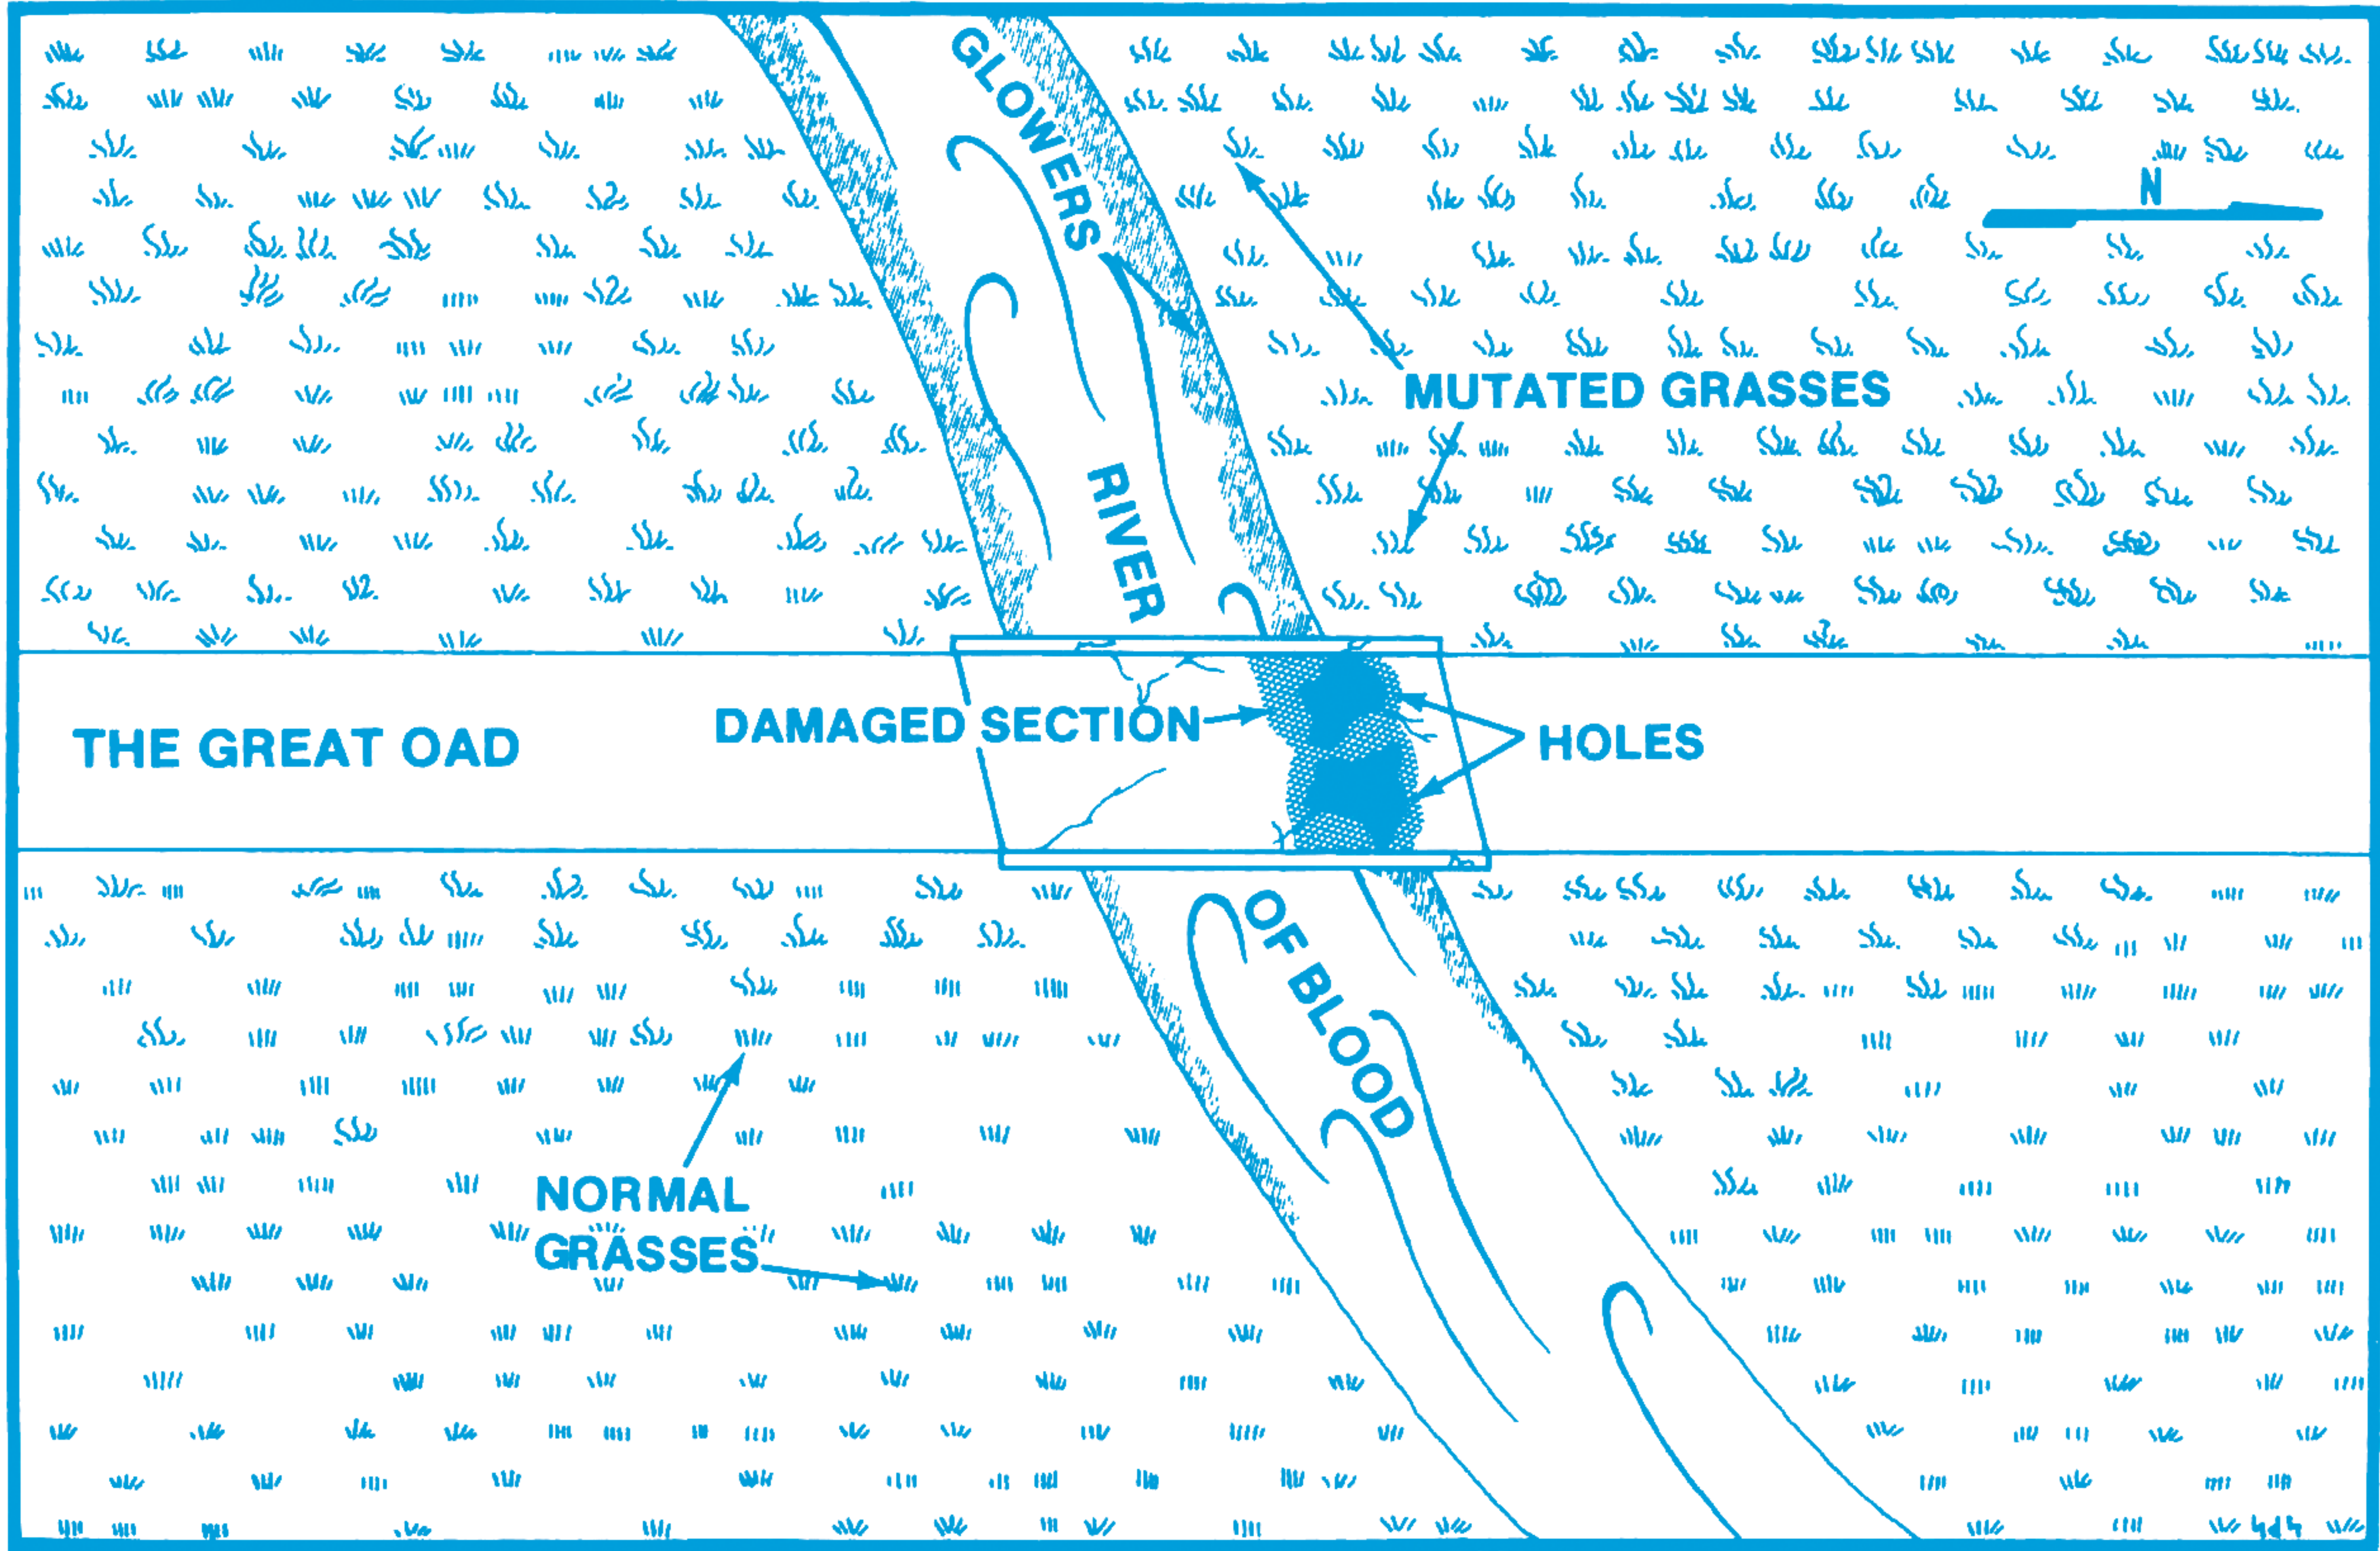 GLOWERS
N
MUTATED GRASSES
RIVER
DAMAGED SECTION
THE GREAT OAD
HOLES
OF BLOOD
NORMAL
GRASSES